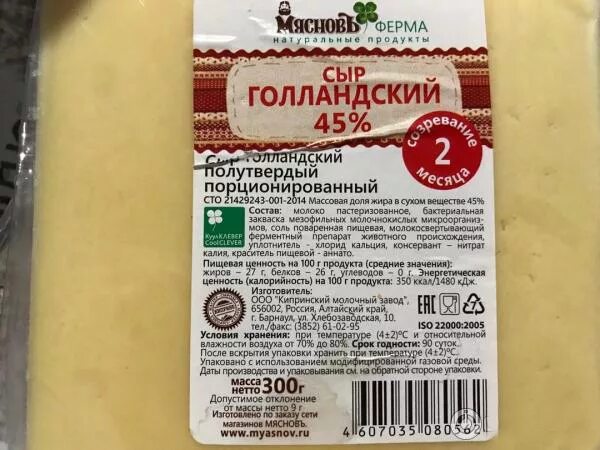 МЯСНОВЪ ФЕРМА
натуральные продукты
СЫР
ГОЛЛАНДСКИЙ
45%
созревание
2
месяца
Сыр Голландский
полутвердый
порционированный
СТО 21429243-001-2014 Массовая доля жира в сухом веществе 45%
КуулКЛЕВЕР
CoolCLEVER
Состав: молоко пастеризованное, бактериальная
закваска мезофильных молочнокислых микроорганиз-
мов, соль поваренная пищевая, молокосвертывающий
ферментный препарат животного происхождения,
уплотнитель - хлорид кальция, консервант - нитрат
калия, краситель пищевой - аннато.
Пищевая ценность на 100 г продукта (средние значения):
жиров – 27 г, белков – 26 г, углеводов – 0 г. Энергетическая
ценность (калорийность) на 100 г продукта: 350 ккал/1480 кДж.
Изготовитель:
ООО "Кипринский молочный завод",
656002, Россия, Алтайский край,
г. Барнаул, ул. Хлебозаводская, 10.
тел./факс: (3852) 61-02-95
EAC
ISO 22000:2005
Условия хранения: при температуре (4±2)°С и относительной
влажности воздуха от 70% до 80%. Срок годности: 90 суток.
После вскрытия упаковки хранить при температуре (4±2)°С.
Упаковано с использованием модифицированной газовой среды.
Даты производства и упаковывания см. на обратной стороне упаковки.
масса
нетто 300г
Допустимое отклонение
от массы нетто 9 г
Изготовлено по заказу сети
магазинов МЯСНОВЪ.
www.myasnov.ru
4 607035 080562